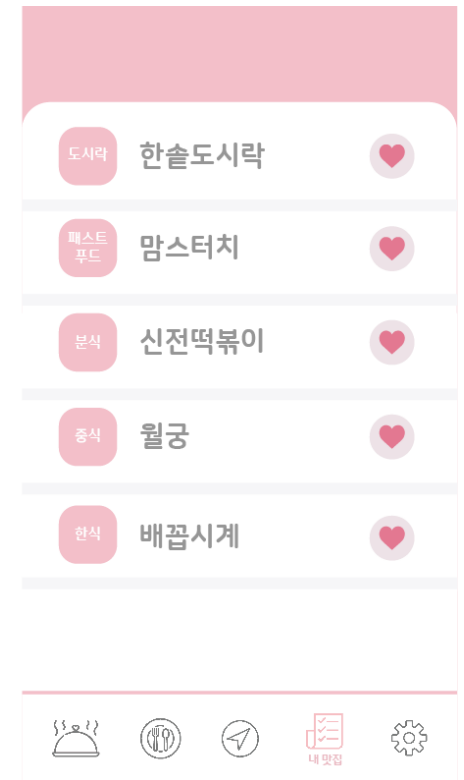 도시락
한솥도시락
패스트
푸드
맘스터치
분식
신전떡볶이
중식
월궁
한식
배꼽시계
내 맛집